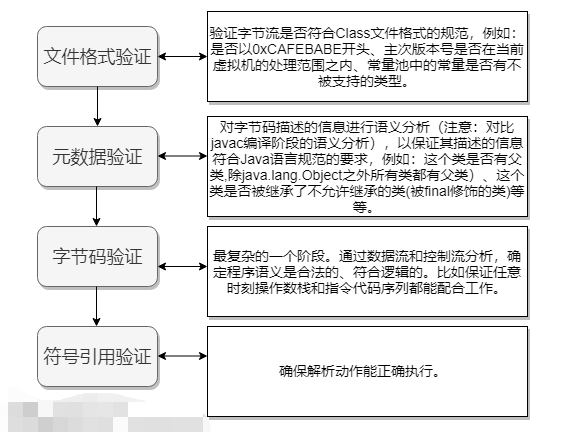 文件格式验证
验证字节流是否符合Class文件格式的规范，例如：
是否以0xCAFEBABE开头、主次版本号是否在当前
虚拟机的处理范围之内、常量池中的常量是否有不
被支持的类型。
元数据验证
对字节码描述的信息进行语义分析（注意：对比
javac编译阶段的语义分析），以保证其描述的信息
符合Java语言规范的要求，例如：这个类是否有父
类,除java.lang.Object之外所有类都有父类）、这个
类是否被继承了不允许继承的类(被final修饰的类)等
等。
字节码验证
最复杂的一个阶段。通过数据流和控制流分析，确
定程序语义是合法的、符合逻辑的。比如保证任意
时刻操作数栈和指令代码序列都能配合工作。
符号引用验证
确保解析动作能正确执行。